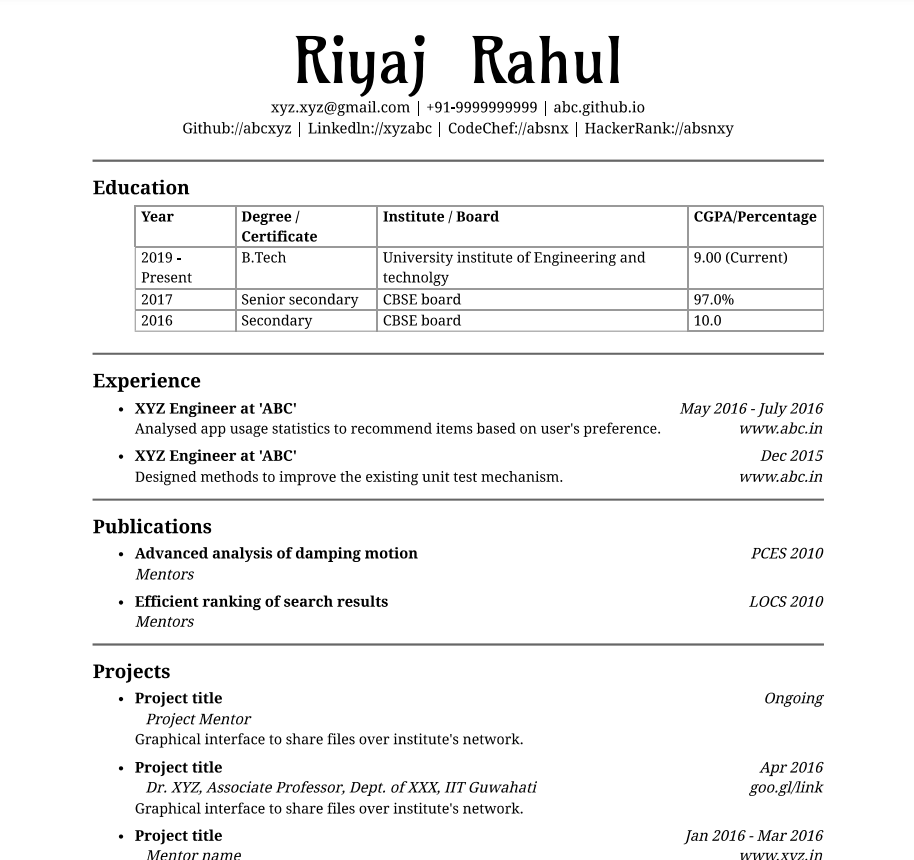 Riyaj Rahul
xyz.xyz@gmail.com | +91-9999999999 | abc.github.io
Github://abcxyz | Linkedln://xyzabc | CodeChef://absnx | HackerRank://absnxy
Education
Year Degree / Certificate Institute / Board CGPA/Percentage
2019 - Present B.Tech University institute of Engineering and technolgy 9.00 (Current)
2017 Senior secondary CBSE board 97.0%
2016 Secondary CBSE board 10.0
Experience
• XYZ Engineer at 'ABC' May 2016 - July 2016
Analysed app usage statistics to recommend items based on user's preference. www.abc.in
• XYZ Engineer at 'ABC' Dec 2015
Designed methods to improve the existing unit test mechanism. www.abc.in
Publications
• Advanced analysis of damping motion PCES 2010
Mentors
• Efficient ranking of search results LOCS 2010
Mentors
Projects
• Project title Ongoing
Project Mentor
Graphical interface to share files over institute's network.
• Project title Apr 2016
Dr. XYZ, Associate Professor, Dept. of XXX, IIT Guwahati goo.gl/link
Graphical interface to share files over institute's network.
• Project title Jan 2016 - Mar 2016
Mentor name www.xyz.in